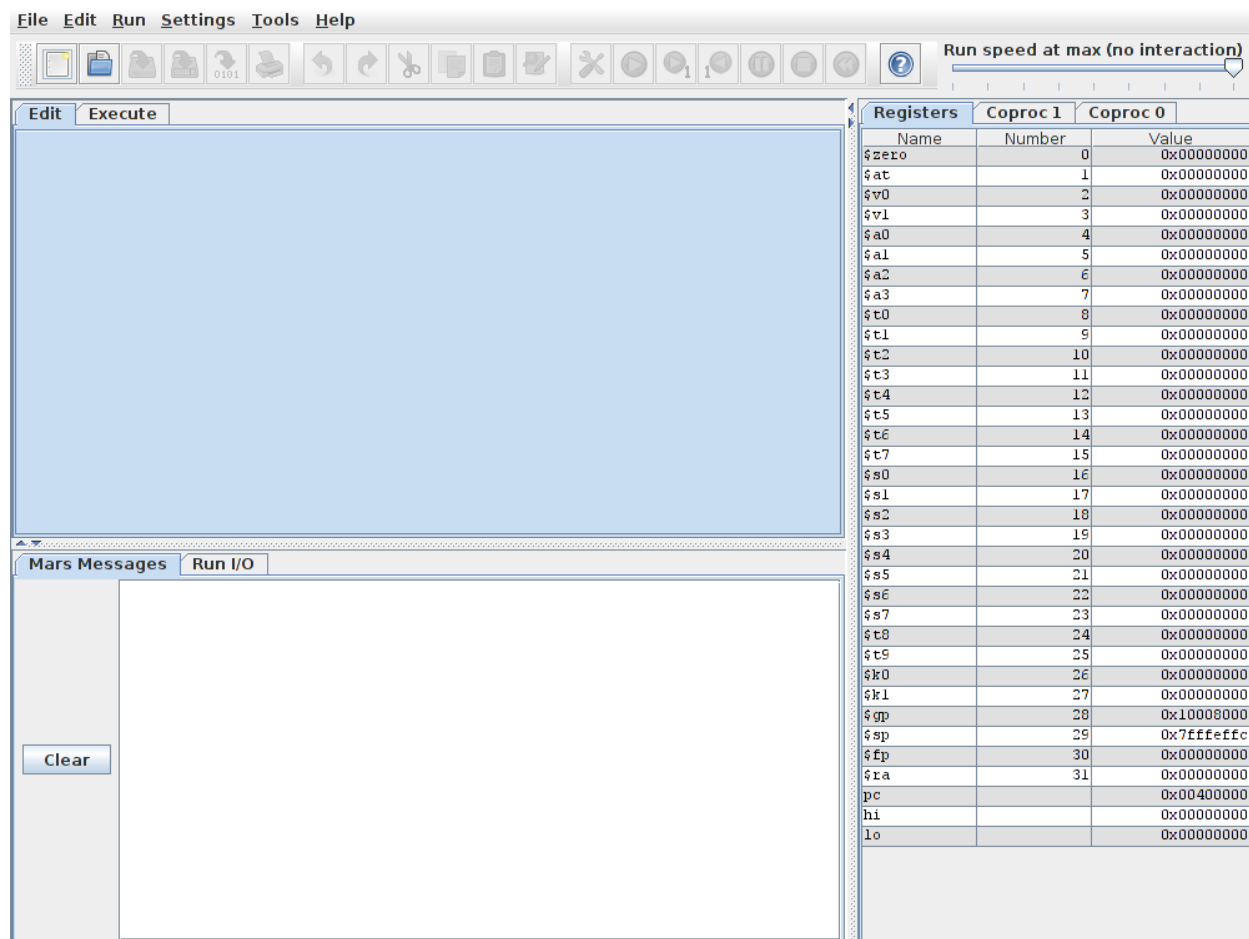 File Edit Run Settings Tools Help
Run speed at max (no interaction)
0101
1
1
?
Edit Execute
Registers Coproc 1 Coproc 0
Name Number Value
$zero 0 0x00000000
$at 1 0x00000000
$v0 2 0x00000000
$v1 3 0x00000000
$a0 4 0x00000000
$a1 5 0x00000000
$a2 6 0x00000000
$a3 7 0x00000000
$t0 8 0x00000000
$t1 9 0x00000000
$t2 10 0x00000000
$t3 11 0x00000000
$t4 12 0x00000000
$t5 13 0x00000000
$t6 14 0x00000000
$t7 15 0x00000000
$s0 16 0x00000000
$s1 17 0x00000000
$s2 18 0x00000000
$s3 19 0x00000000
$s4 20 0x00000000
$s5 21 0x00000000
$s6 22 0x00000000
$s7 23 0x00000000
$t8 24 0x00000000
$t9 25 0x00000000
$k0 26 0x00000000
$k1 27 0x00000000
$gp 28 0x10008000
$sp 29 0x7fffeffc
$fp 30 0x00000000
$ra 31 0x00000000
pc 0x00400000
hi 0x00000000
lo 0x00000000
Mars Messages Run I/O
Clear